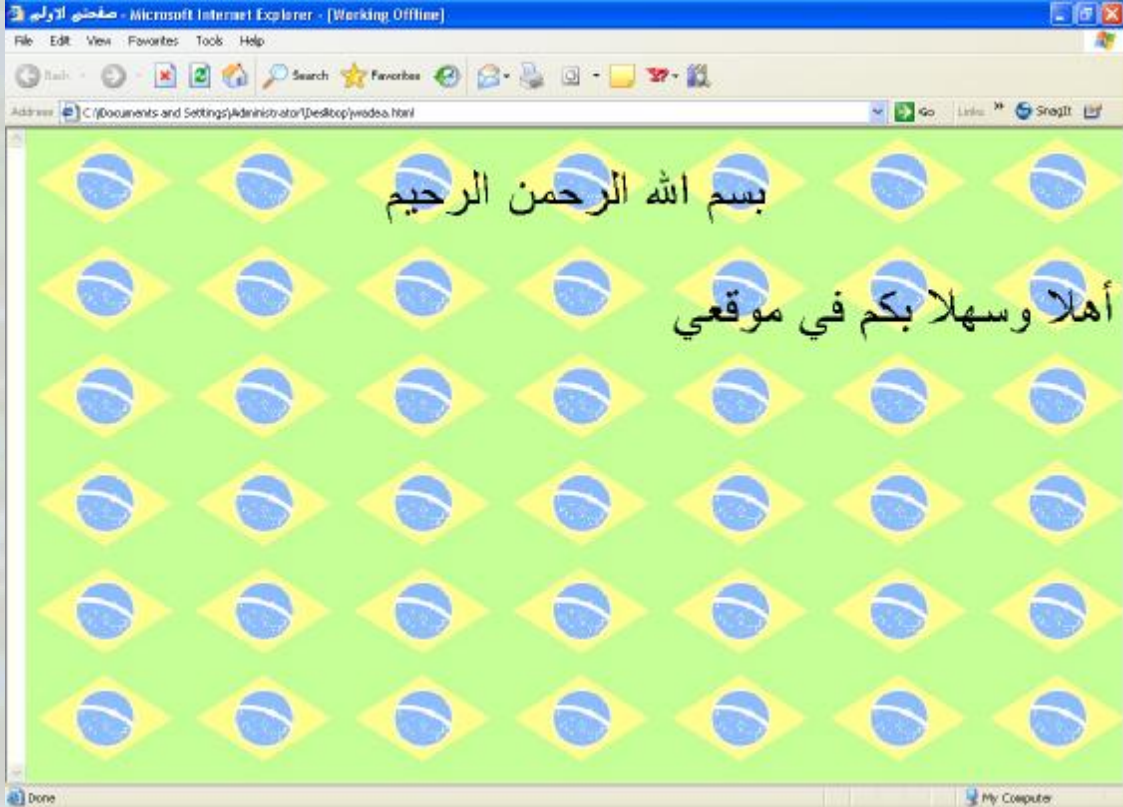 صفحتي الاولى - Microsoft Internet Explorer - [Working Offline]
File Edit View Favorites Tools Help
Back Search Favorites
Address C:\Documents and Settings\Administrator\Desktop\wadea.html Go Links » SnagIt
بسم الله الرحمن الرحيم
أهلا وسهلا بكم في موقعي
Done My Computer